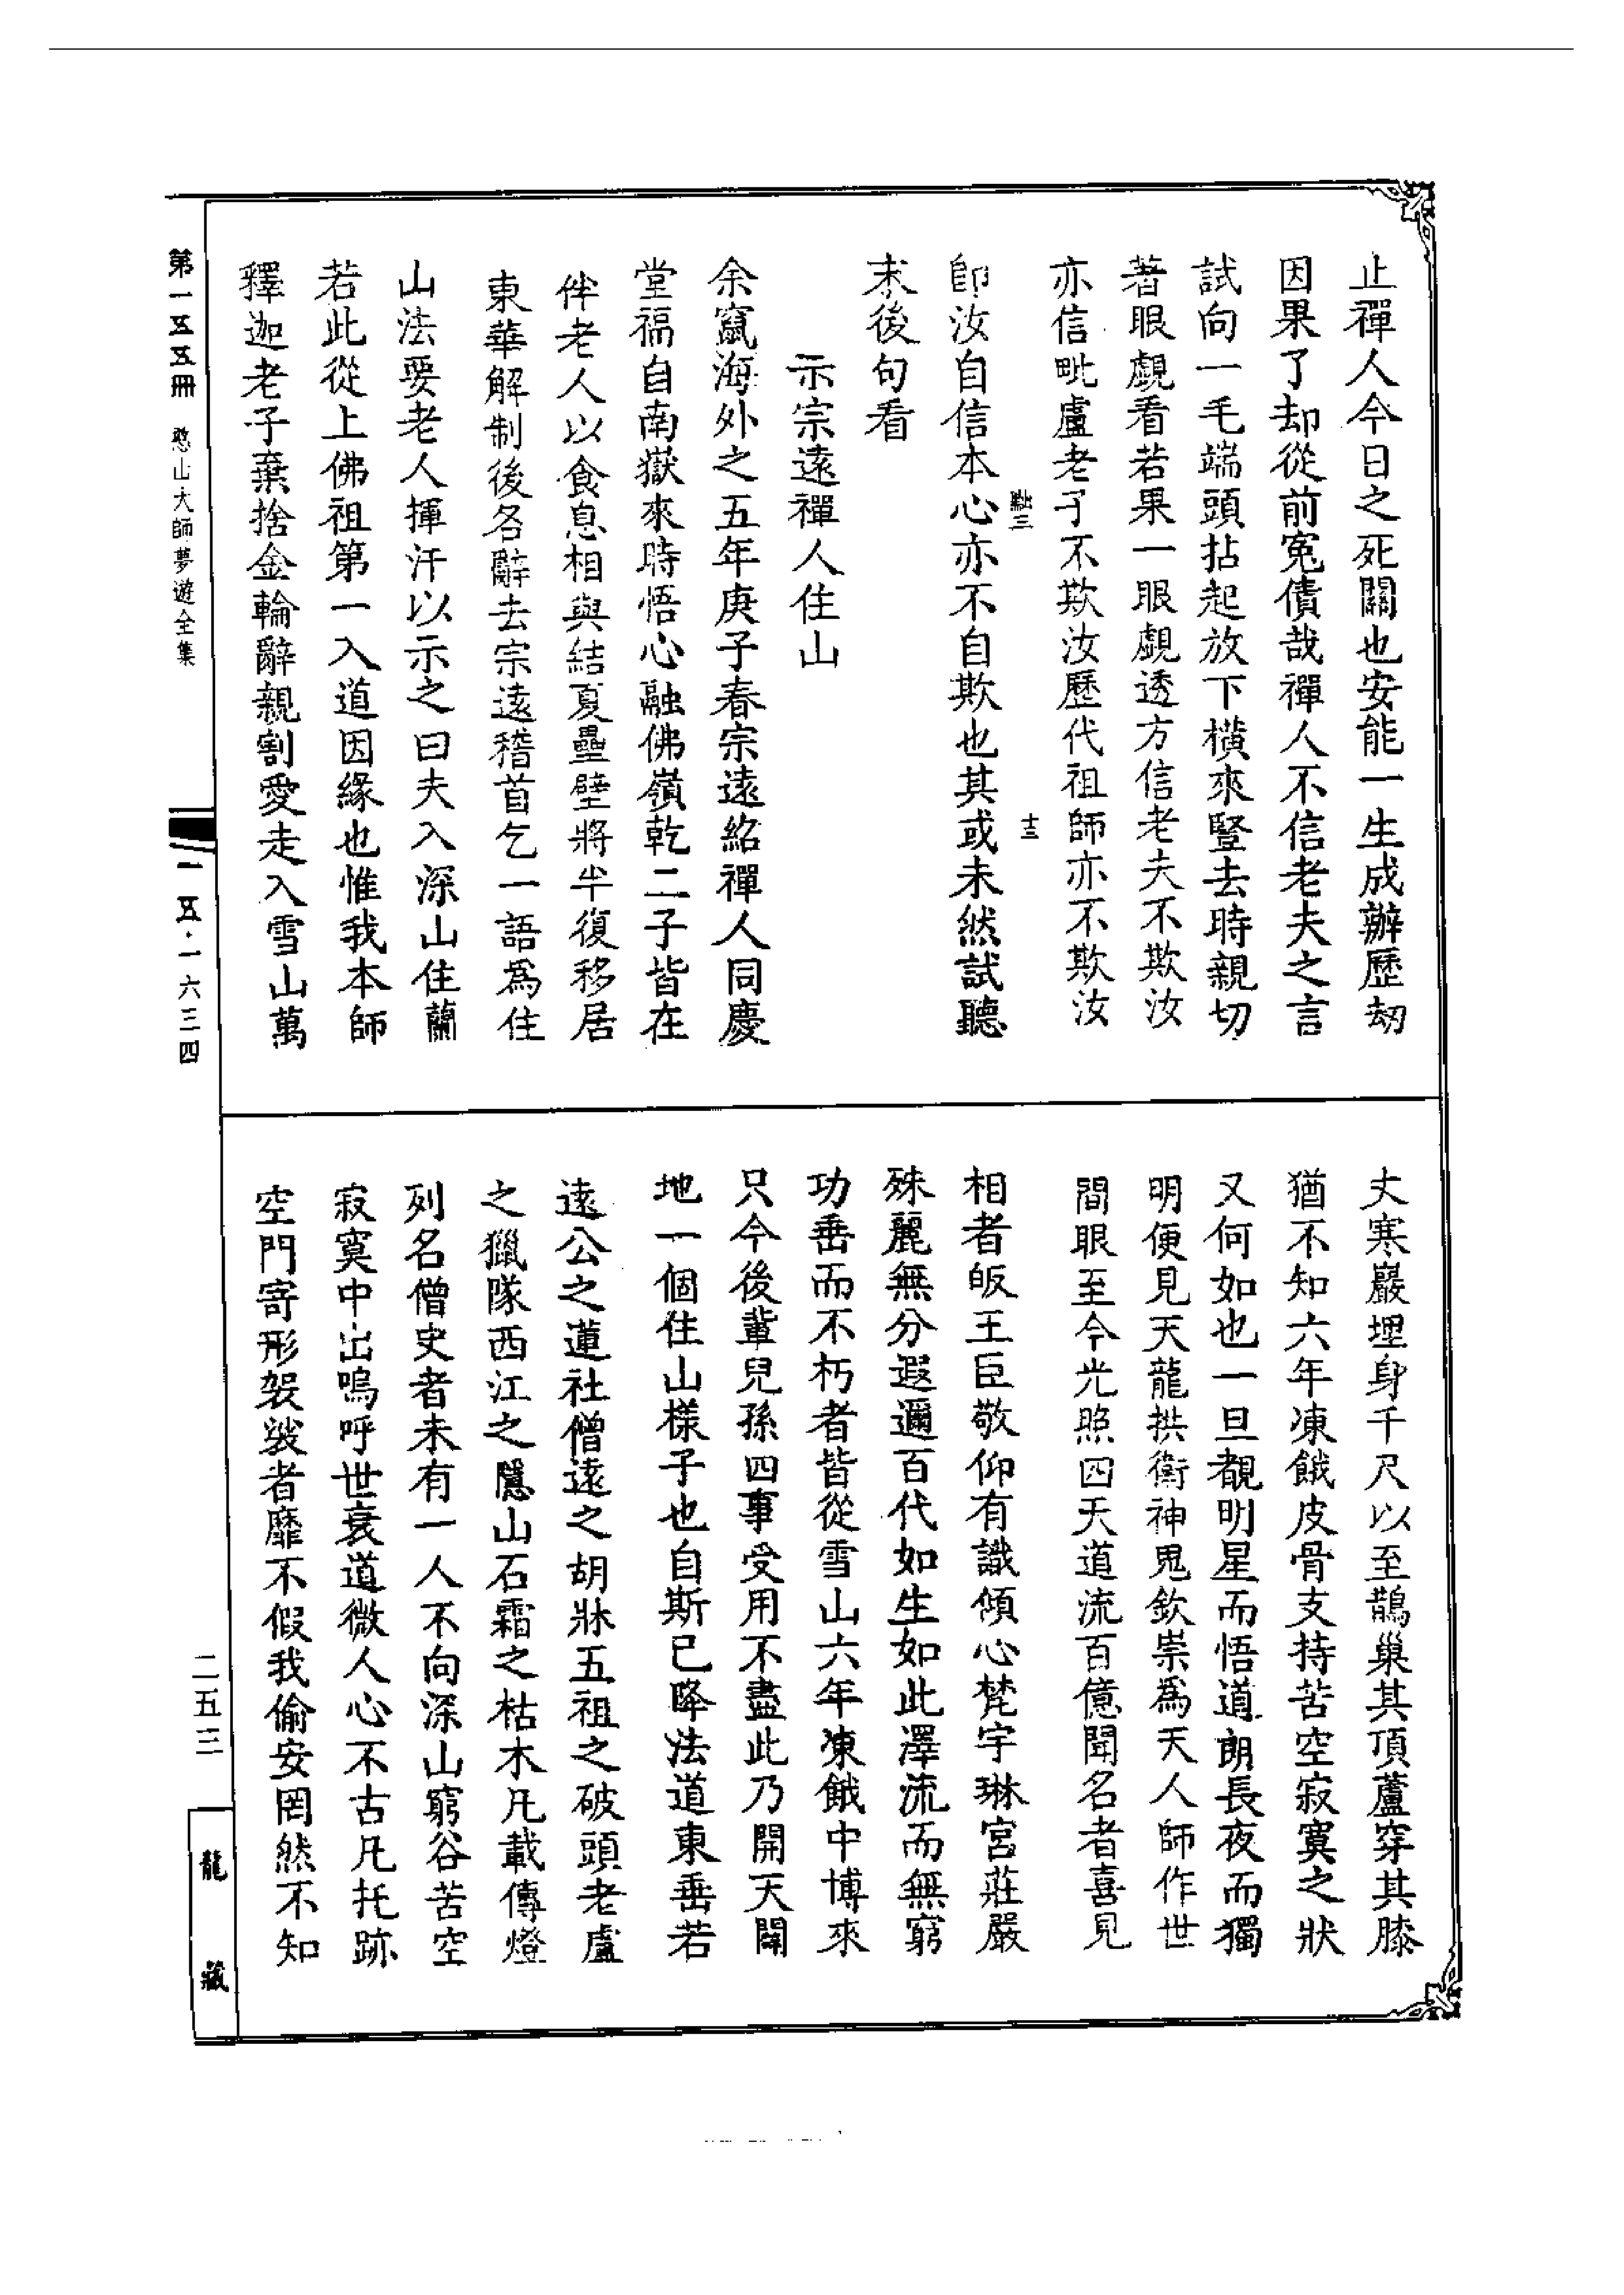 止禪人今日之死關也安能一生成辦歷劫
因果了却從前冤債哉禪人不信老夫之言
試向一毛端頭拈起放下橫來豎去時親切
著眼覷看若果一眼覷透方信老夫不欺汝
亦信毗盧老子不欺汝歷代祖師亦不欺汝
即汝自信本心亦不自欺也其或未然試聽
末後句看
示宗遠禪人住山
余竄海外之五年庚子春宗遠紹禪人同慶
堂福自南嶽來時悟心融佛嶺乾二子皆在
伴老人以食息相與結夏壘壁將半復移居
東華解制後各辭去宗遠稽首乞一語為住
山法要老人揮汗以示之曰夫入深山住蘭
若此從上佛祖第一入道因緣也惟我本師
釋迦老子棄捨金輪辭親割愛走入雪山萬
丈寒巖埋身千尺以至鵲巢其頂蘆穿其膝
猶不知六年凍餓皮骨支持苦空寂寞之狀
又何如也一旦覩明星而悟道朗長夜而獨
明便見天龍拱衛神鬼欽崇為天人師作世
間眼至今光照四天道流百億聞名者喜見
相者皈王臣敬仰有識傾心梵宇琳宮莊嚴
殊麗無分遐邇百代如生如此澤流而無窮
功垂而不朽者皆從雪山六年凍餓中博來
只今後輩兒孫四事受用不盡此乃開天闢
地一個住山樣子也自斯已降法道東垂若
遠公之蓮社僧遠之胡牀五祖之破頭老盧
之獵隊西江之隱山石霜之枯木凡載傳燈
列名僧史者未有一人不向深山窮谷苦空
寂寞中出嗚呼世衰道微人心不古凡托跡
空門寄形袈裟者靡不假我偷安罔然不知
第一五五冊 憨山大師夢遊全集
一五·一六三四
二五三
龍藏
十三